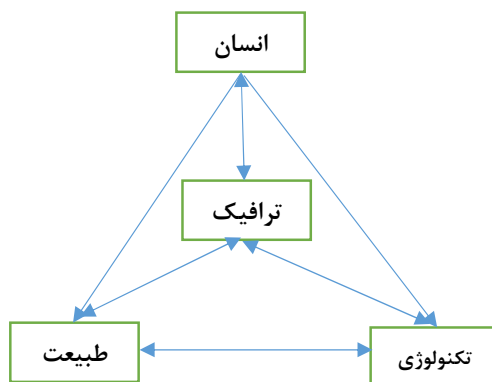 انسان
ترافیک
طبیعت
تکنولوژی